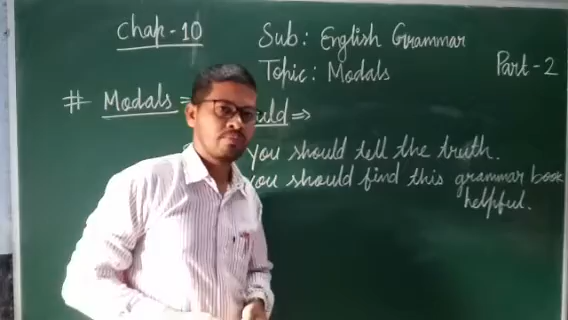 Chap-10
Sub: English Grammar
Topic: Modals
Part-2
# Modals = uld =>
you should tell the truth.
you should find this grammar book
helpful.